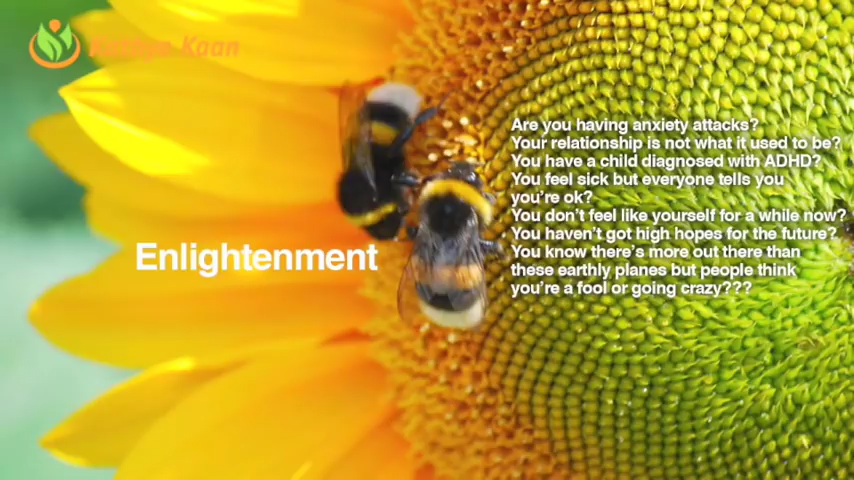 Kaan
Are you having anxiety attacks?
Your relationship is not what it used to be?
You have a child diagnosed with ADHD?
You feel sick but everyone tells you
you're ok?
You don't feel like yourself for a while now?
You haven't got high hopes for the future?
You know there's more out there than
these earthly planes but people think
you're a fool or going crazy???
Enlightenment